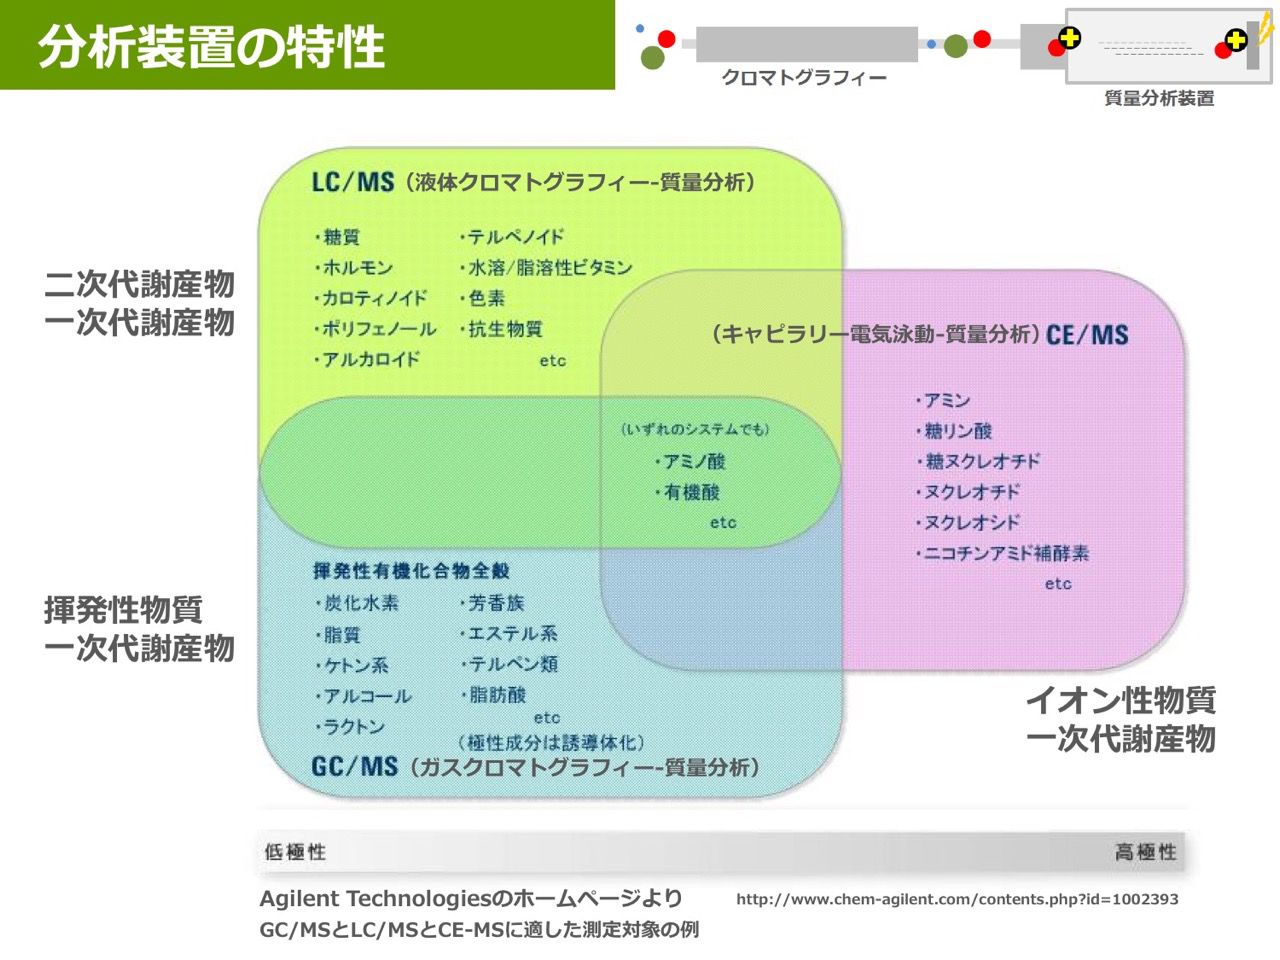 分析装置の特性
クロマトグラフィー
質量分析装置
LC/MS（液体クロマトグラフィー-質量分析）
・糖質
・ホルモン
・カロティノイド
・ポリフェノール
・アルカロイド
・テルペノイド
・水溶/脂溶性ビタミン
・色素
・抗生物質
etc
二次代謝産物
一次代謝産物
（キャピラリー電気泳動-質量分析）CE/MS
・アミン
・糖リン酸
・糖ヌクレオチド
・ヌクレオチド
・ヌクレオシド
・ニコチンアミド補酵素
etc
（いずれのシステムでも）
・アミノ酸
・有機酸
etc
揮発性物質
一次代謝産物
揮発性有機化合物全般
・炭化水素
・脂質
・ケトン系
・アルコール
・ラクトン
・芳香族
・エステル系
・テルペン類
・脂肪酸
etc
（極性成分は誘導体化）
GC/MS（ガスクロマトグラフィー-質量分析）
イオン性物質
一次代謝産物
低極性
高極性
Agilent Technologiesのホームページより
http://www.chem-agilent.com/contents.php?id=1002393
GC/MSとLC/MSとCE-MSに適した測定対象の例